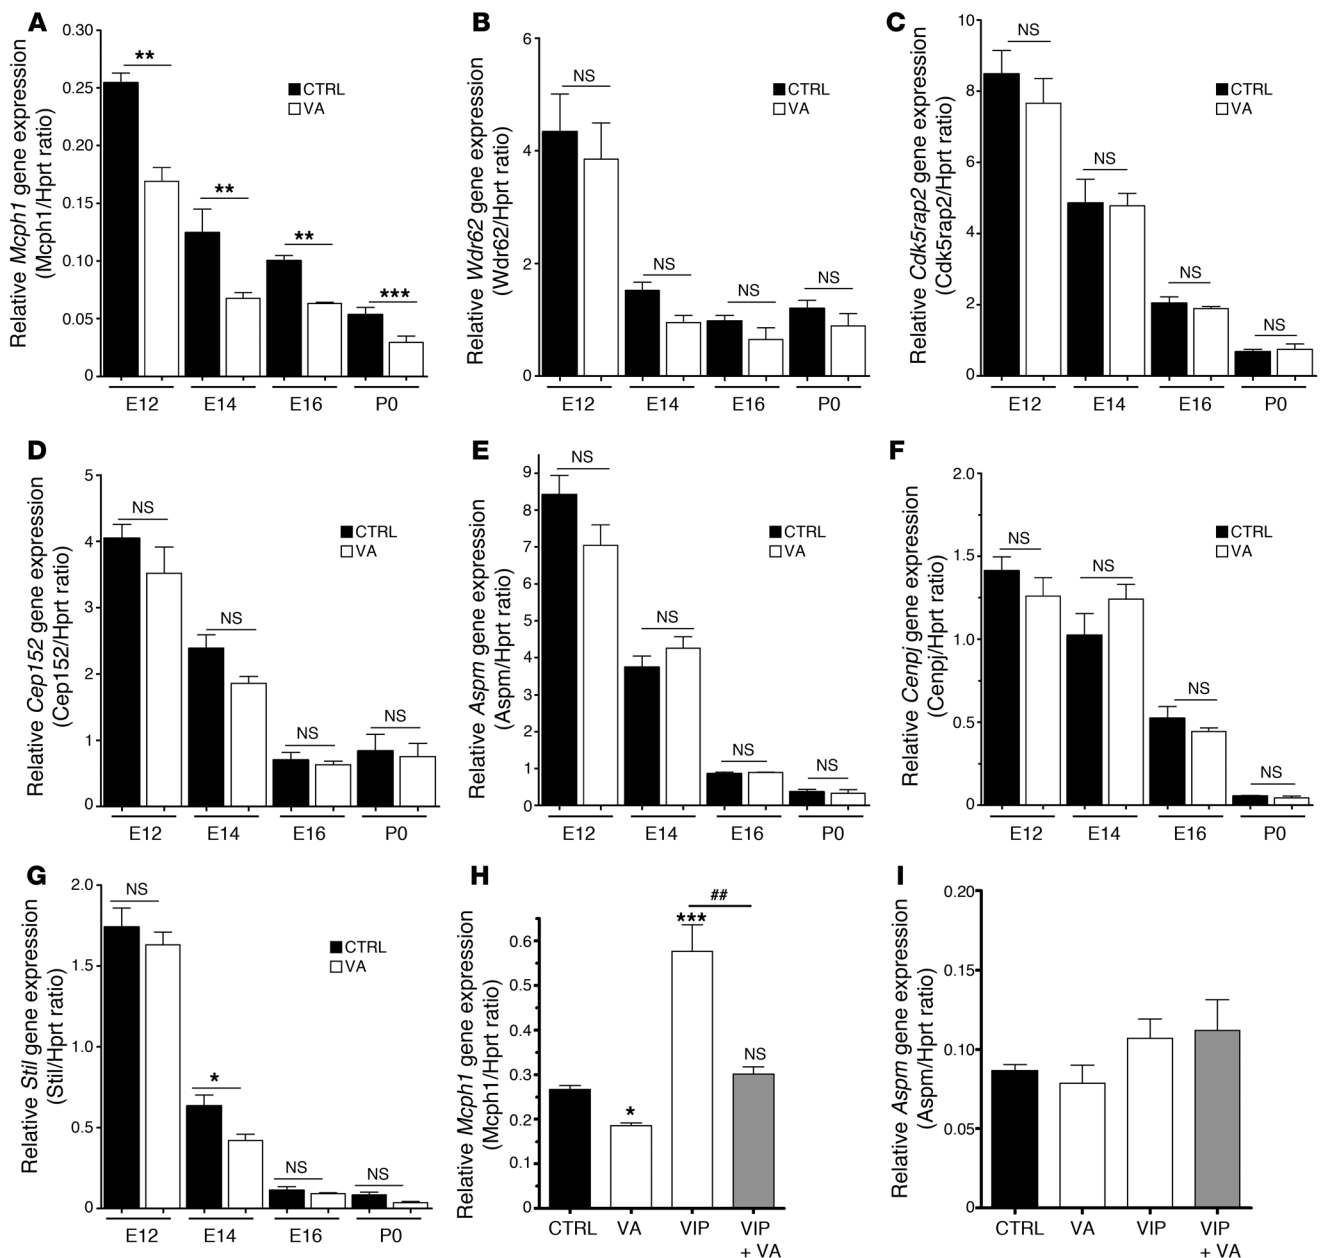 A
Relative Mcph1 gene expression
(Mcph1/Hprt ratio)
0.30
0.25
0.20
0.15
0.10
0.05
0
**
**
**
***
CTRL
VA
E12
E14
E16
P0
B
Relative Wdr62 gene expression
(Wdr62/Hprt ratio)
6
4
2
0
NS
NS
NS
NS
CTRL
VA
E12
E14
E16
P0
C
Relative Cdk5rap2 gene expression
(Cdk5rap2/Hprt ratio)
10
8
6
4
2
0
NS
NS
NS
NS
CTRL
VA
E12
E14
E16
P0
D
Relative Cep152 gene expression
(Cep152/Hprt ratio)
5
4
3
2
1
0
NS
NS
NS
NS
CTRL
VA
E12
E14
E16
P0
E
Relative Aspm gene expression
(Aspm/Hprt ratio)
9
8
7
6
5
4
3
2
1
0
NS
NS
NS
NS
CTRL
VA
E12
E14
E16
P0
F
Relative Cenpj gene expression
(Cenpj/Hprt ratio)
2.0
1.5
1.0
0.5
0
NS
NS
NS
NS
CTRL
VA
E12
E14
E16
P0
G
Relative Stil gene expression
(Stil/Hprt ratio)
2.0
1.5
1.0
0.5
0
NS
*
NS
NS
CTRL
VA
E12
E14
E16
P0
H
Relative Mcph1 gene expression
(Mcph1/Hprt ratio)
0.6
0.5
0.4
0.3
0.2
0.1
0
*
***
##
NS
CTRL
VA
VIP
VIP
+ VA
I
Relative Aspm gene expression
(Aspm/Hprt ratio)
0.20
0.15
0.10
0.05
0
CTRL
VA
VIP
VIP
+ VA